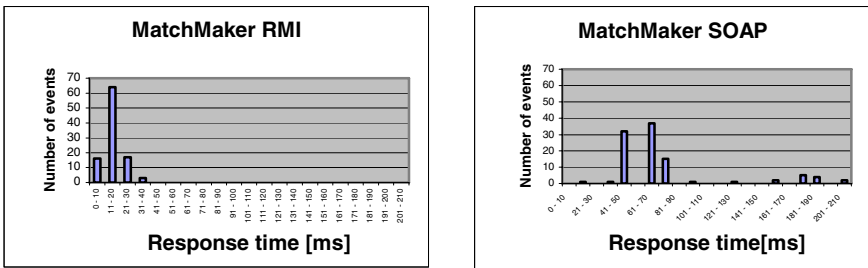 MatchMaker RMI
Number of events
70
60
50
40
30
20
10
0
0 - 10
11 - 20
21 - 30
31 - 40
41 - 50
51 - 60
61 - 70
71 - 80
81 - 90
91 - 100
101 - 110
111 - 120
121 - 130
131 - 140
141 - 150
151 - 160
161 - 170
171 - 180
181 - 190
191 - 200
201 - 210
Response time [ms]
MatchMaker SOAP
Number of events
70
60
50
40
30
20
10
0
0 - 10
21 - 30
41 - 50
61 - 70
81 - 90
101 - 110
121 - 130
141 - 150
161 - 170
181 - 190
201 - 210
Response time[ms]